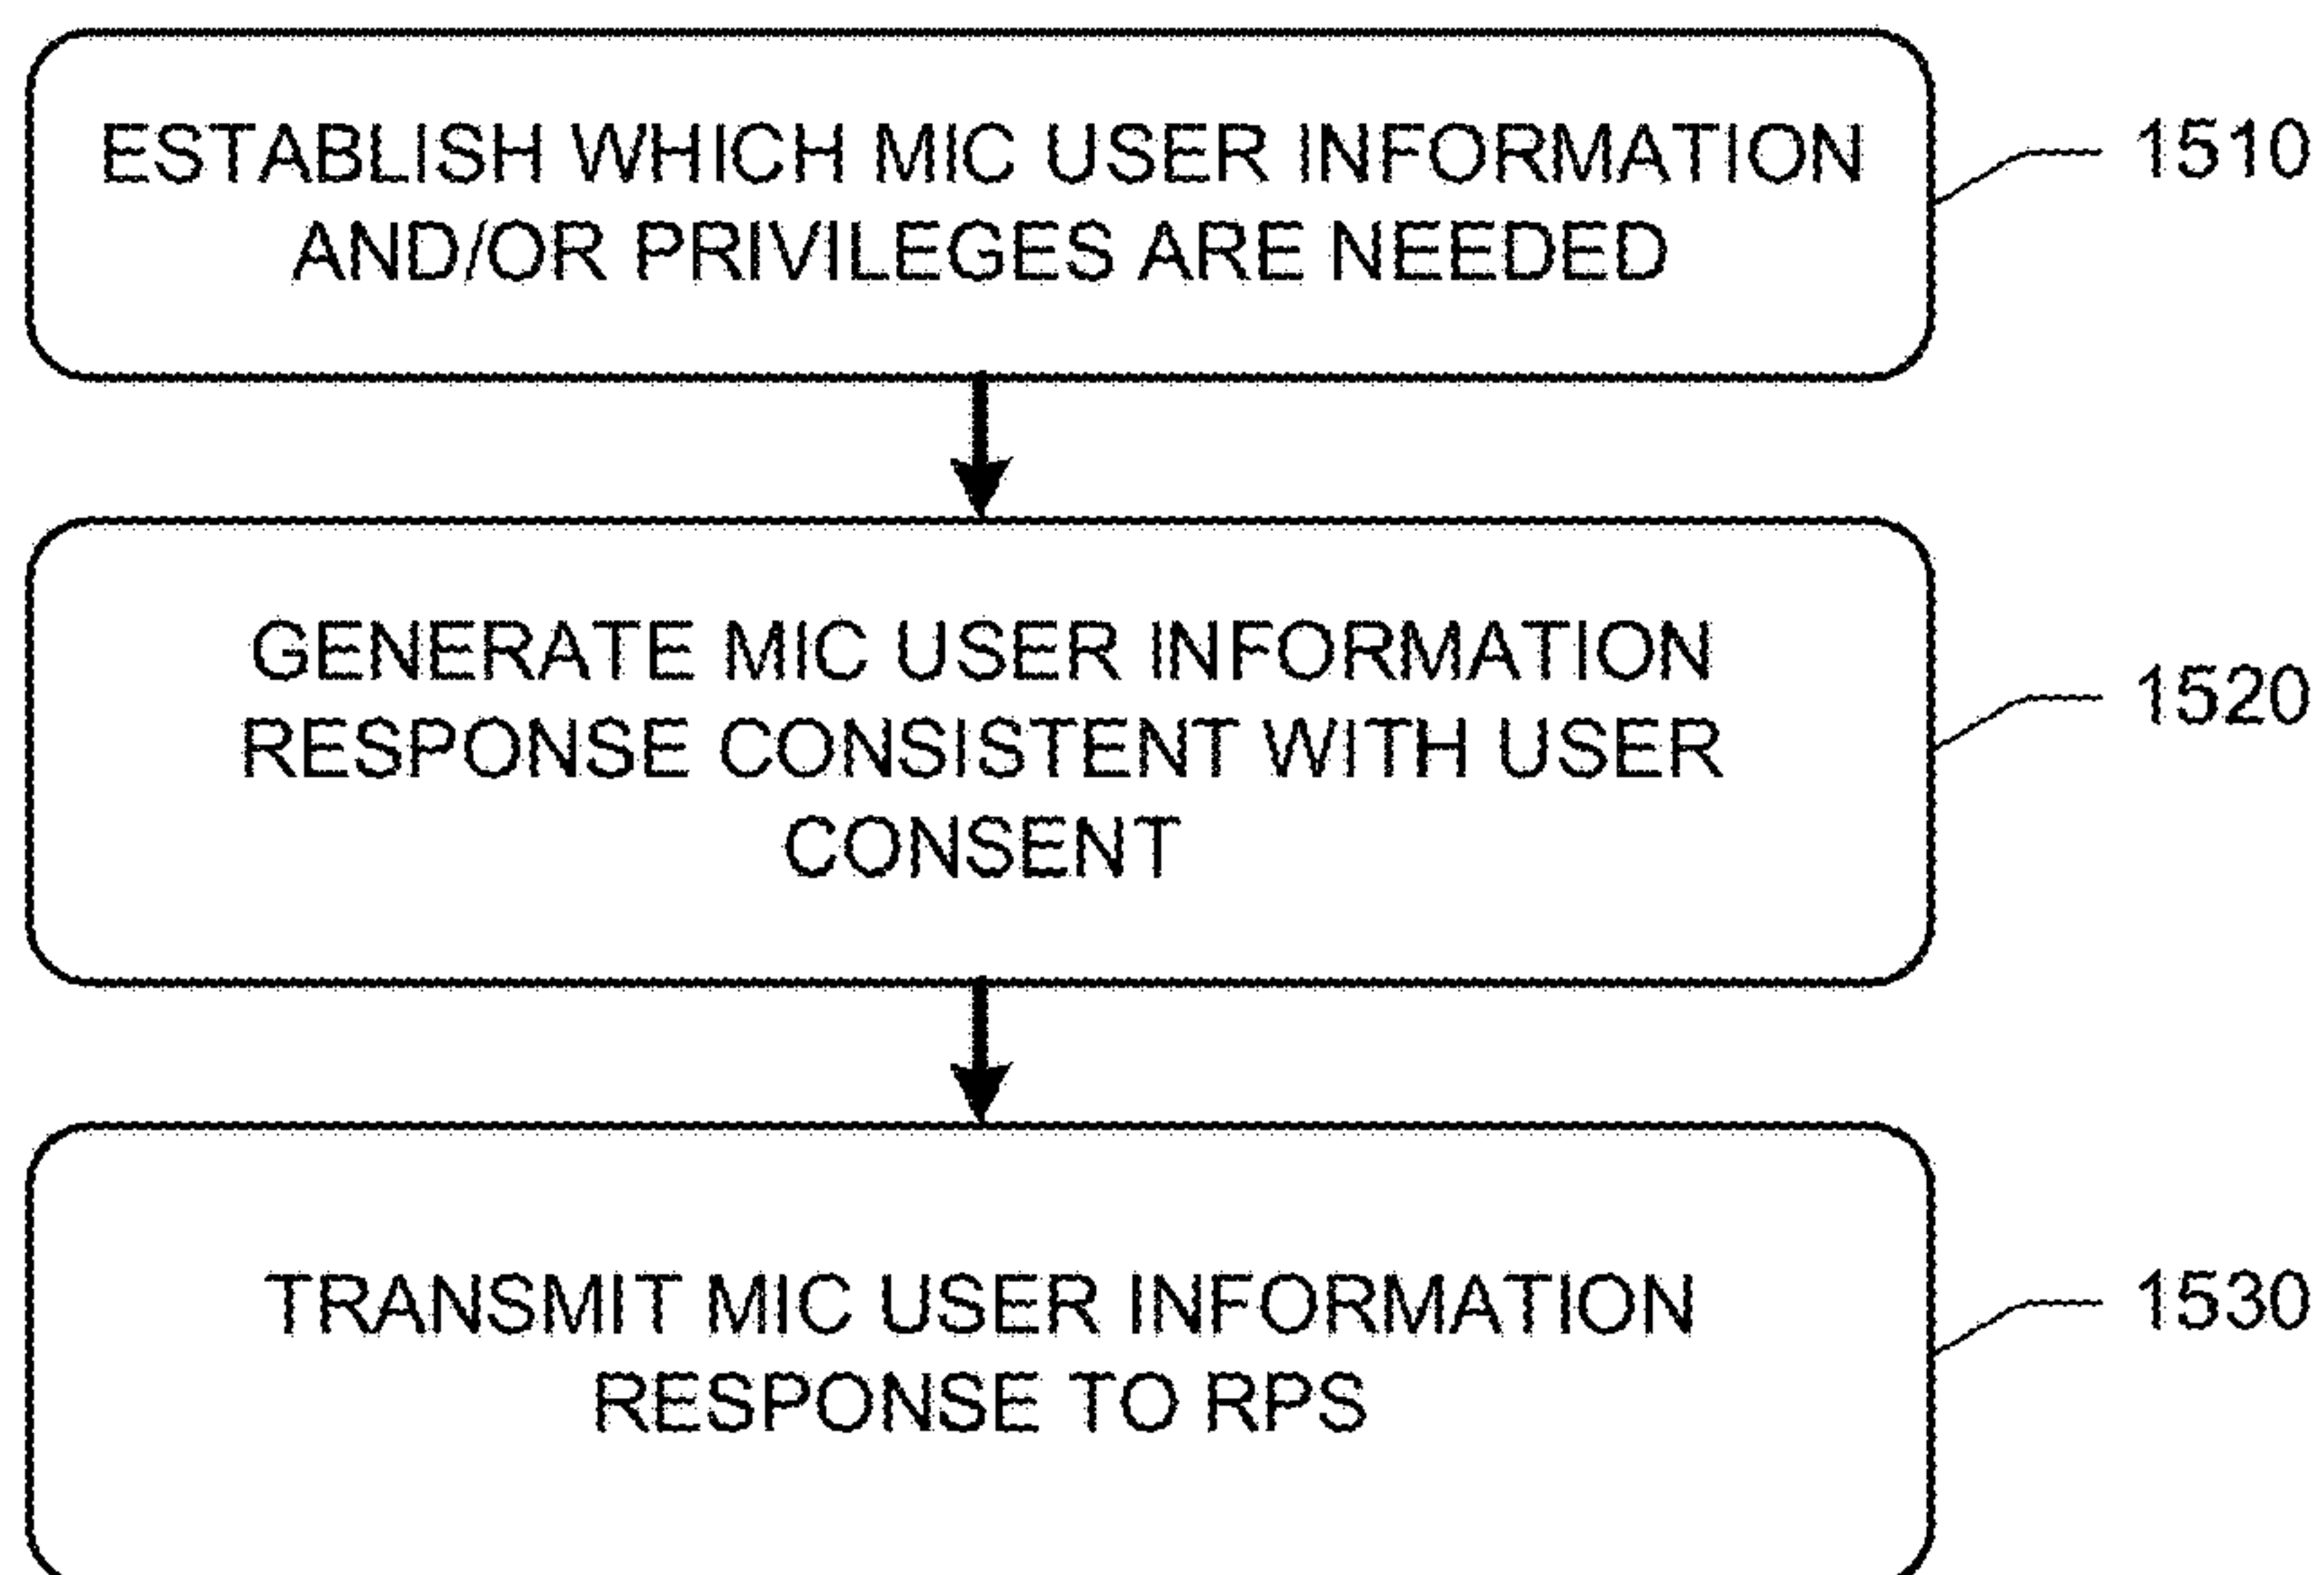 ESTABLISH WHICH MIC USER INFORMATION
AND/OR PRIVILEGES ARE NEEDED
1510
GENERATE MIC USER INFORMATION
RESPONSE CONSISTENT WITH USER
CONSENT
1520
TRANSMIT MIC USER INFORMATION
RESPONSE TO RPS
1530